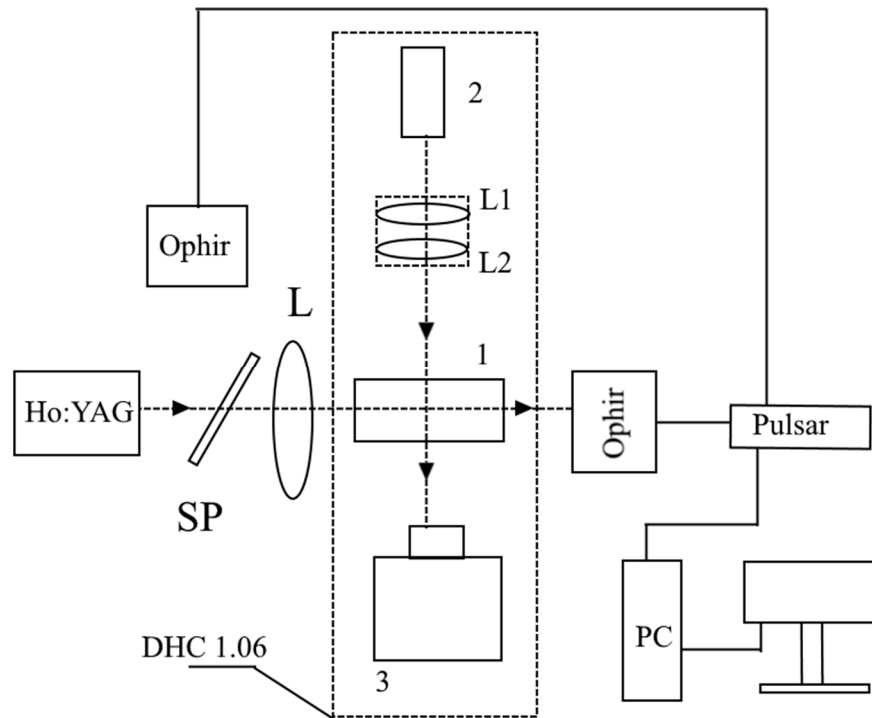 2
L1
Ophir
L2
L
1
Ho:YAG
Ophir
Pulsar
SP
PC
DHC 1.06
3